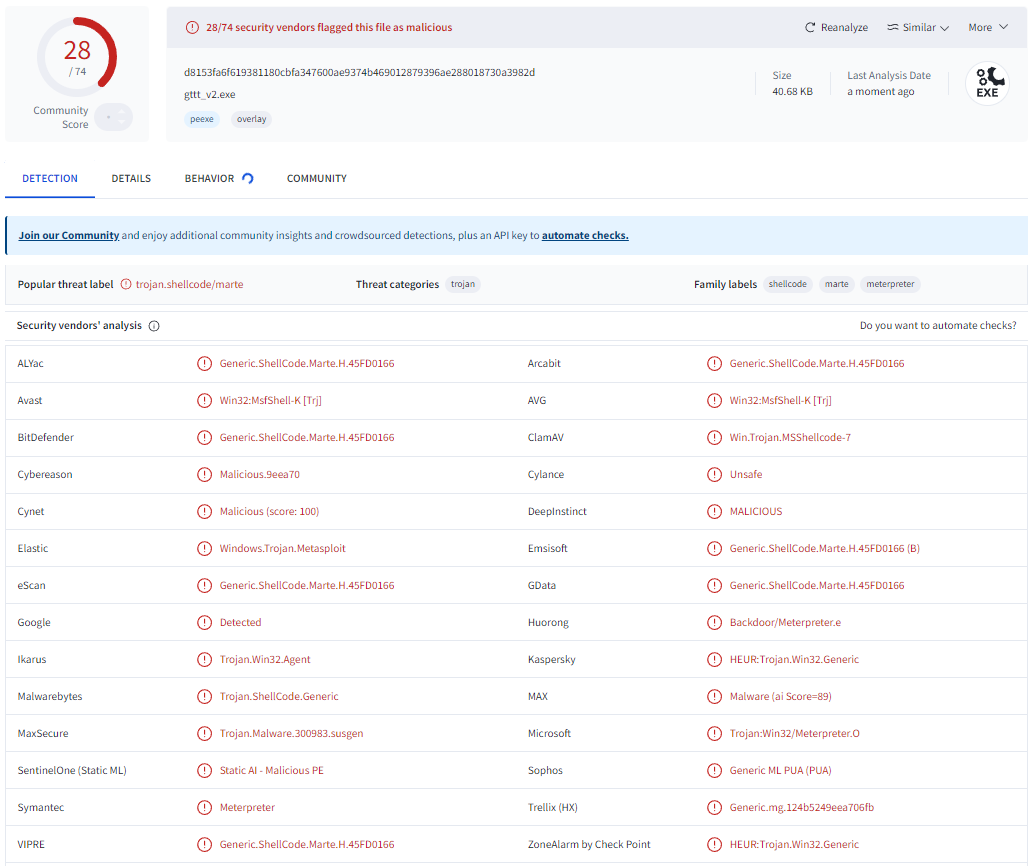 28
/ 74
Community
Score
28/74 security vendors flagged this file as malicious
Reanalyze Similar More
d8153fa6f619381180cbfa347600ae9374b469012879396ae288018730a3982d
gttt_v2.exe
peexe overlay
Size
40.68 KB
Last Analysis Date
a moment ago
EXE
DETECTION DETAILS BEHAVIOR COMMUNITY
Join our Community and enjoy additional community insights and crowdsourced detections, plus an API key to automate checks.
Popular threat label trojan.shellcode/marte Threat categories trojan Family labels shellcode marte meterpreter
Security vendors' analysis Do you want to automate checks?
ALYac Generic.ShellCode.Marte.H.45FD0166 Arcabit Generic.ShellCode.Marte.H.45FD0166
Avast Win32:MsfShell-K [Trj] AVG Win32:MsfShell-K [Trj]
BitDefender Generic.ShellCode.Marte.H.45FD0166 ClamAV Win.Trojan.MSShellcode-7
Cybereason Malicious.9eea70 Cylance Unsafe
Cynet Malicious (score: 100) DeepInstinct MALICIOUS
Elastic Windows.Trojan.Metasploit Emsisoft Generic.ShellCode.Marte.H.45FD0166 (B)
eScan Generic.ShellCode.Marte.H.45FD0166 GData Generic.ShellCode.Marte.H.45FD0166
Google Detected Huorong Backdoor/Meterpreter.e
Ikarus Trojan.Win32.Agent Kaspersky HEUR:Trojan.Win32.Generic
Malwarebytes Trojan.ShellCode.Generic MAX Malware (ai Score=89)
MaxSecure Trojan.Malware.300983.susgen Microsoft Trojan:Win32/Meterpreter.O
SentinelOne (Static ML) Static AI - Malicious PE Sophos Generic ML PUA (PUA)
Symantec Meterpreter Trellix (HX) Generic.mg.124b5249eea706fb
VIPRE Generic.ShellCode.Marte.H.45FD0166 ZoneAlarm by Check Point HEUR:Trojan.Win32.Generic